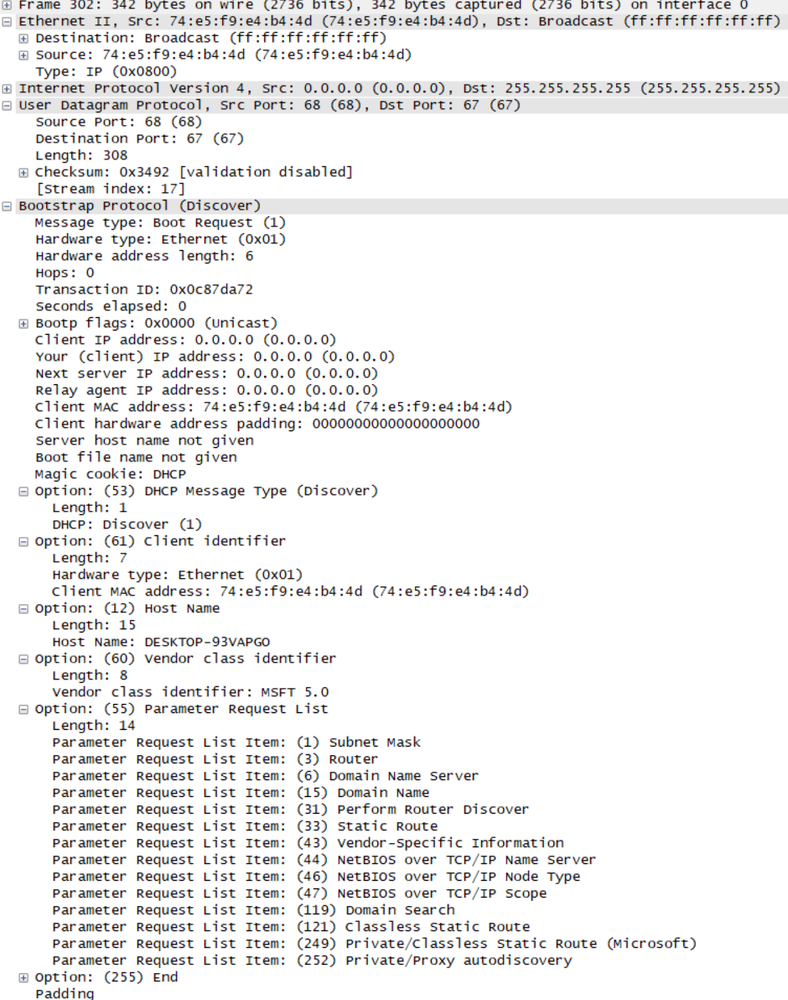 Frame 302: 342 bytes on wire (2736 bits), 342 bytes captured (2736 bits) on interface 0
Ethernet II, Src: 74:e5:f9:e4:b4:4d (74:e5:f9:e4:b4:4d), Dst: Broadcast (ff:ff:ff:ff:ff:ff)
Destination: Broadcast (ff:ff:ff:ff:ff:ff)
Source: 74:e5:f9:e4:b4:4d (74:e5:f9:e4:b4:4d)
Type: IP (0x0800)
Internet Protocol Version 4, Src: 0.0.0.0 (0.0.0.0), Dst: 255.255.255.255 (255.255.255.255)
User Datagram Protocol, Src Port: 68 (68), Dst Port: 67 (67)
Source Port: 68 (68)
Destination Port: 67 (67)
Length: 308
Checksum: 0x3492 [validation disabled]
[Stream index: 17]
Bootstrap Protocol (Discover)
Message type: Boot Request (1)
Hardware type: Ethernet (0x01)
Hardware address length: 6
Hops: 0
Transaction ID: 0x0c87da72
Seconds elapsed: 0
Bootp flags: 0x0000 (Unicast)
Client IP address: 0.0.0.0 (0.0.0.0)
Your (client) IP address: 0.0.0.0 (0.0.0.0)
Next server IP address: 0.0.0.0 (0.0.0.0)
Relay agent IP address: 0.0.0.0 (0.0.0.0)
Client MAC address: 74:e5:f9:e4:b4:4d (74:e5:f9:e4:b4:4d)
Client hardware address padding: 00000000000000000000
Server host name not given
Boot file name not given
Magic cookie: DHCP
Option: (53) DHCP Message Type (Discover)
Length: 1
DHCP: Discover (1)
Option: (61) Client identifier
Length: 7
Hardware type: Ethernet (0x01)
Client MAC address: 74:e5:f9:e4:b4:4d (74:e5:f9:e4:b4:4d)
Option: (12) Host Name
Length: 15
Host Name: DESKTOP-93VAPGO
Option: (60) Vendor class identifier
Length: 8
Vendor class identifier: MSFT 5.0
Option: (55) Parameter Request List
Length: 14
Parameter Request List Item: (1) Subnet Mask
Parameter Request List Item: (3) Router
Parameter Request List Item: (6) Domain Name Server
Parameter Request List Item: (15) Domain Name
Parameter Request List Item: (31) Perform Router Discover
Parameter Request List Item: (33) Static Route
Parameter Request List Item: (43) Vendor-Specific Information
Parameter Request List Item: (44) NetBIOS over TCP/IP Name Server
Parameter Request List Item: (46) NetBIOS over TCP/IP Node Type
Parameter Request List Item: (47) NetBIOS over TCP/IP Scope
Parameter Request List Item: (119) Domain Search
Parameter Request List Item: (121) Classless Static Route
Parameter Request List Item: (249) Private/Classless Static Route (Microsoft)
Parameter Request List Item: (252) Private/Proxy autodiscovery
Option: (255) End
Padding